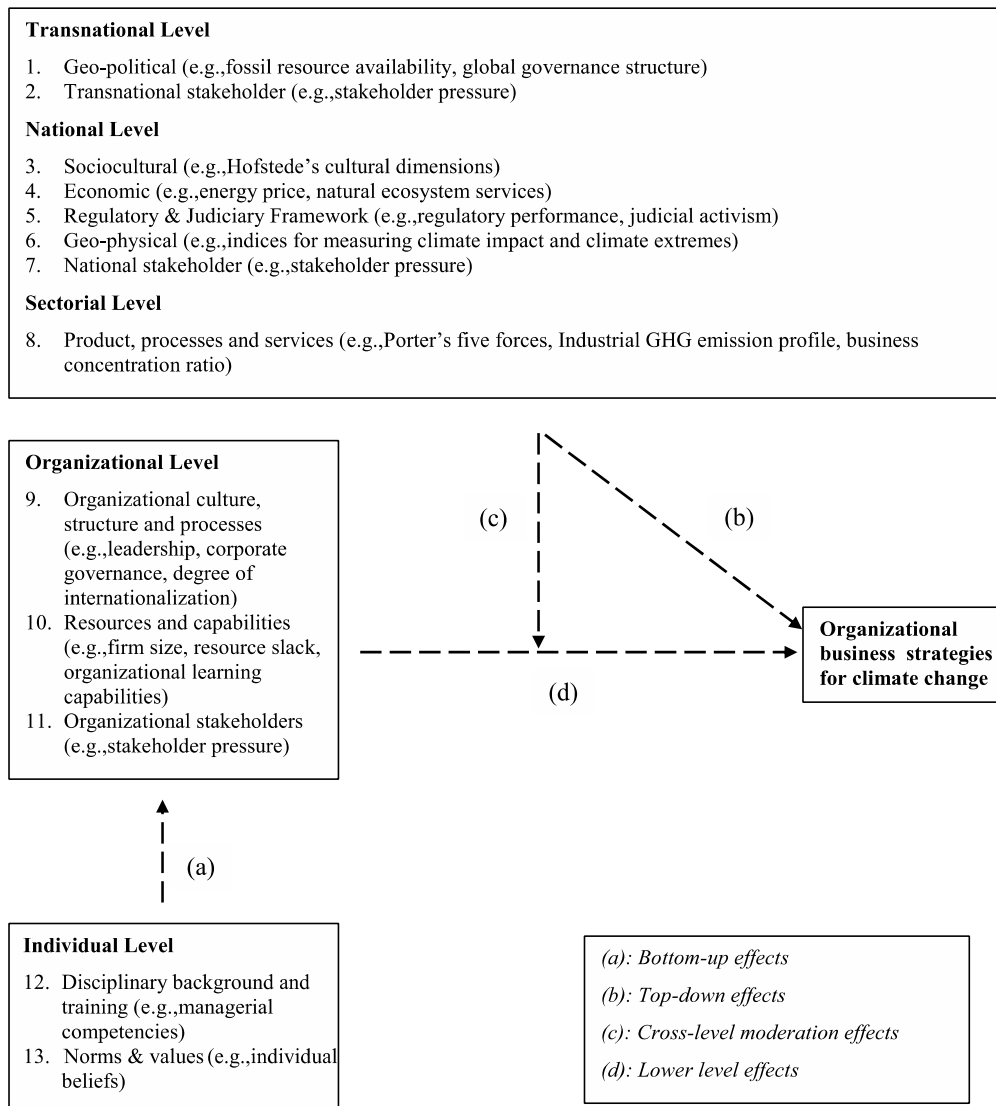 Transnational Level
1. Geo-political (e.g.,fossil resource availability, global governance structure)
2. Transnational stakeholder (e.g.,stakeholder pressure)
National Level
3. Sociocultural (e.g.,Hofstede's cultural dimensions)
4. Economic (e.g.,energy price, natural ecosystem services)
5. Regulatory & Judiciary Framework (e.g.,regulatory performance, judicial activism)
6. Geo-physical (e.g.,indices for measuring climate impact and climate extremes)
7. National stakeholder (e.g.,stakeholder pressure)
Sectorial Level
8. Product, processes and services (e.g.,Porter's five forces, Industrial GHG emission profile, business
concentration ratio)
Organizational Level
9. Organizational culture,
structure and processes
(e.g.,leadership, corporate
governance, degree of
internationalization)
10. Resources and capabilities
(e.g.,firm size, resource slack,
organizational learning
capabilities)
11. Organizational stakeholders
(e.g.,stakeholder pressure)
(c)
(b)
(d)
Organizational
business strategies
for climate change
(a)
Individual Level
12. Disciplinary background and
training (e.g.,managerial
competencies)
13. Norms & values (e.g.,individual
beliefs)
(a): Bottom-up effects
(b): Top-down effects
(c): Cross-level moderation effects
(d): Lower level effects